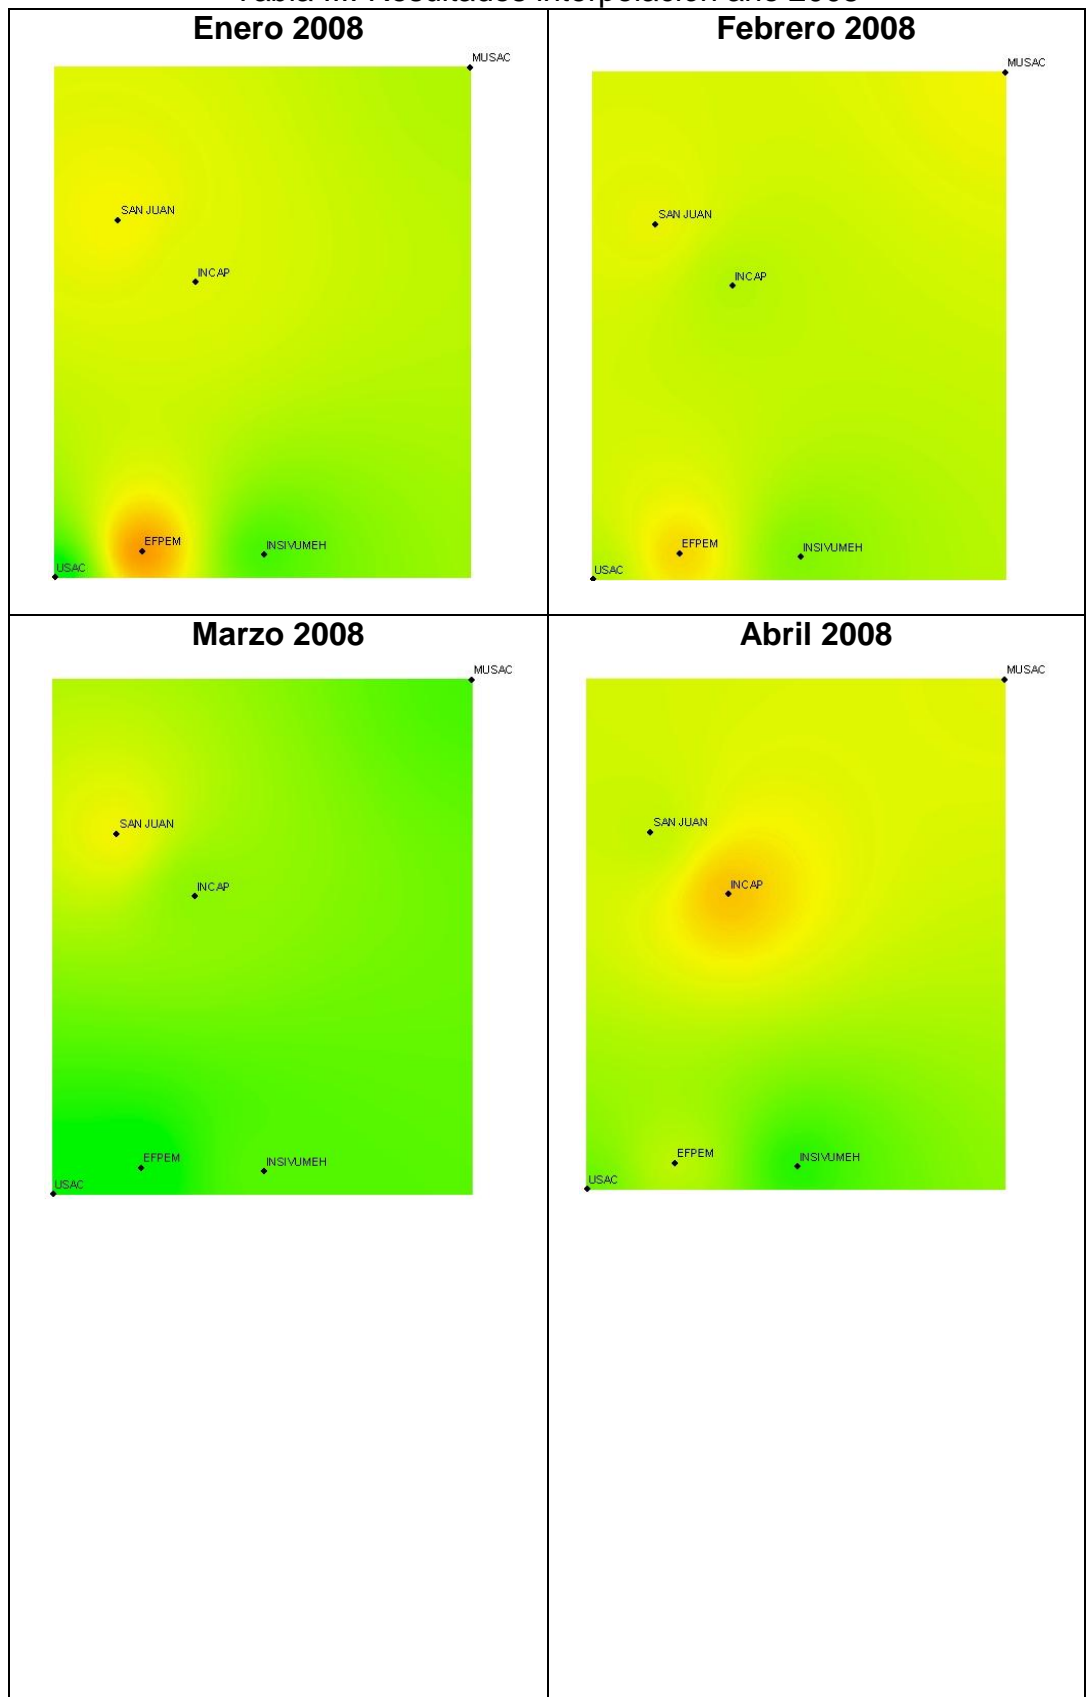 Enero 2008
Febrero 2008
MUSAC
SAN JUAN
INCAP
EFPEM
INSIVUMEH
USAC
MUSAC
SAN JUAN
INCAP
EFPEM
INSIVUMEH
USAC
Marzo 2008
Abril 2008
MUSAC
SAN JUAN
INCAP
EFPEM
INSIVUMEH
USAC
MUSAC
SAN JUAN
INCAP
EFPEM
INSIVUMEH
USAC